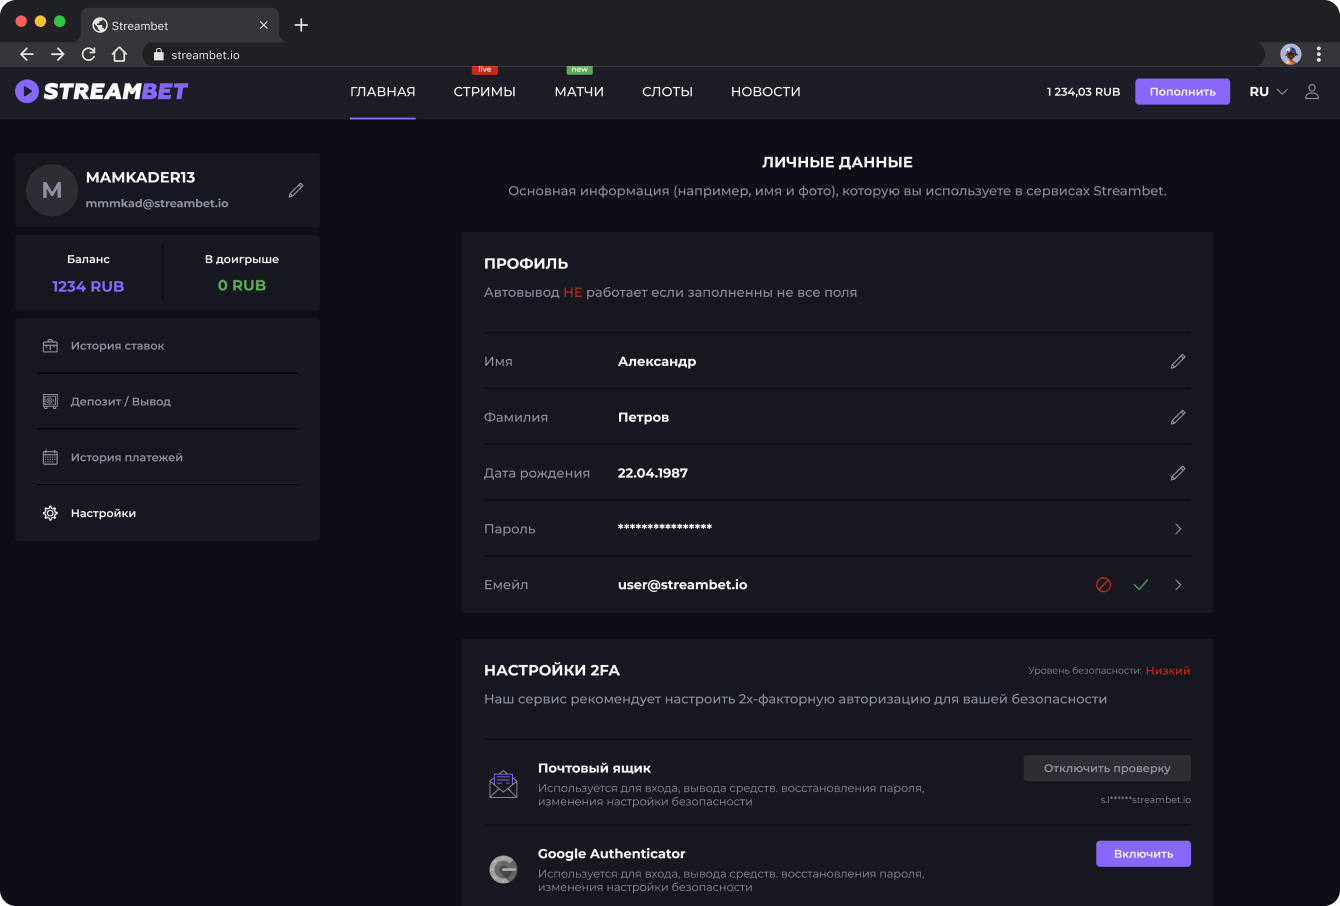 Streambet
streambet.io
STREAMBET
ГЛАВНАЯ
live
СТРИМЫ
new
МАТЧИ
СЛОТЫ
НОВОСТИ
1 234,03 RUB
Пополнить
RU
M
MAMKADER13
mmmkad@streambet.io
Баланс
1234 RUB
В доигрыше
0 RUB
История ставок
Депозит / Вывод
История платежей
Настройки
ЛИЧНЫЕ ДАННЫЕ
Основная информация (например, имя и фото), которую вы используете в сервисах Streambet.
ПРОФИЛЬ
Автовывод НЕ работает если заполненны не все поля
Имя Александр
Фамилия Петров
Дата рождения 22.04.1987
Пароль ****************
Емейл user@streambet.io
НАСТРОЙКИ 2FA
Уровень безопасности: Низкий
Наш сервис рекомендует настроить 2х-факторную авторизацию для вашей безопасности
Почтовый ящик
Используется для входа, вывода средств. восстановления пароля,
изменения настройки безопасности
Отключить проверку
s.l******streambet.io
Google Authenticator
Используется для входа, вывода средств. восстановления пароля,
изменения настройки безопасности
Включить